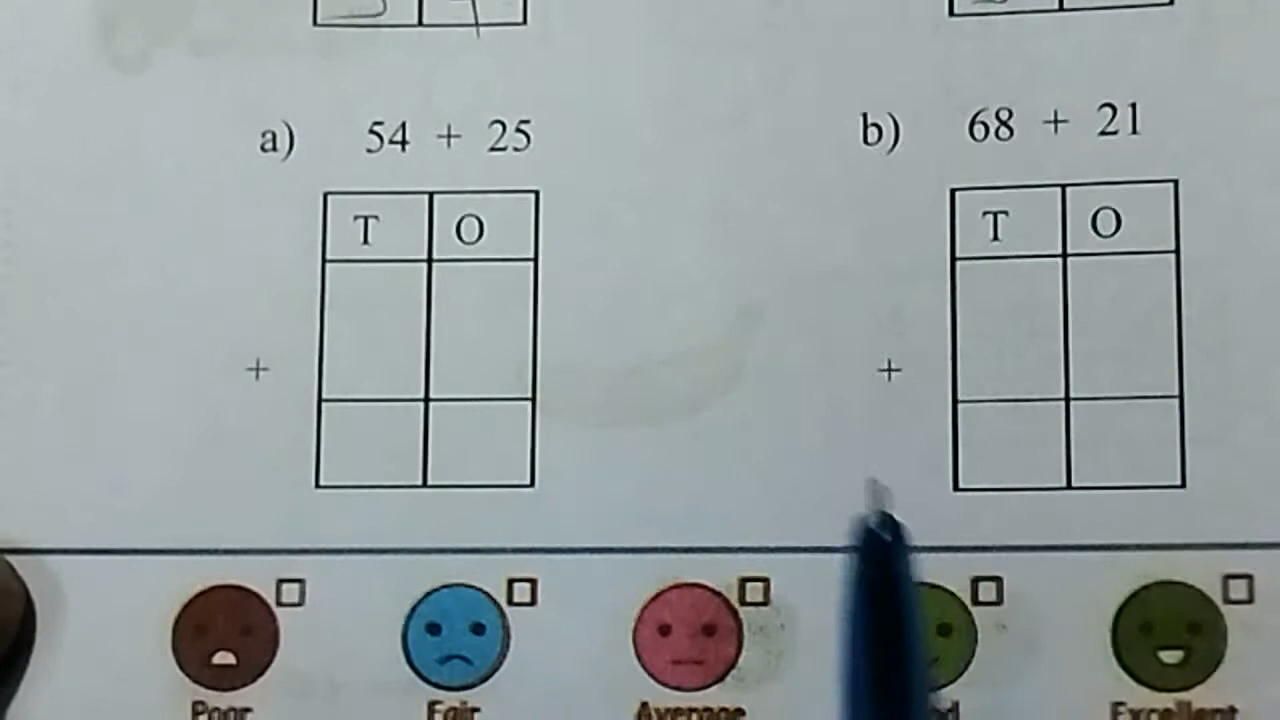 a) 54 + 25
b) 68 + 21
T O
T O
+
+
Poor
Fair
Average
Excellent